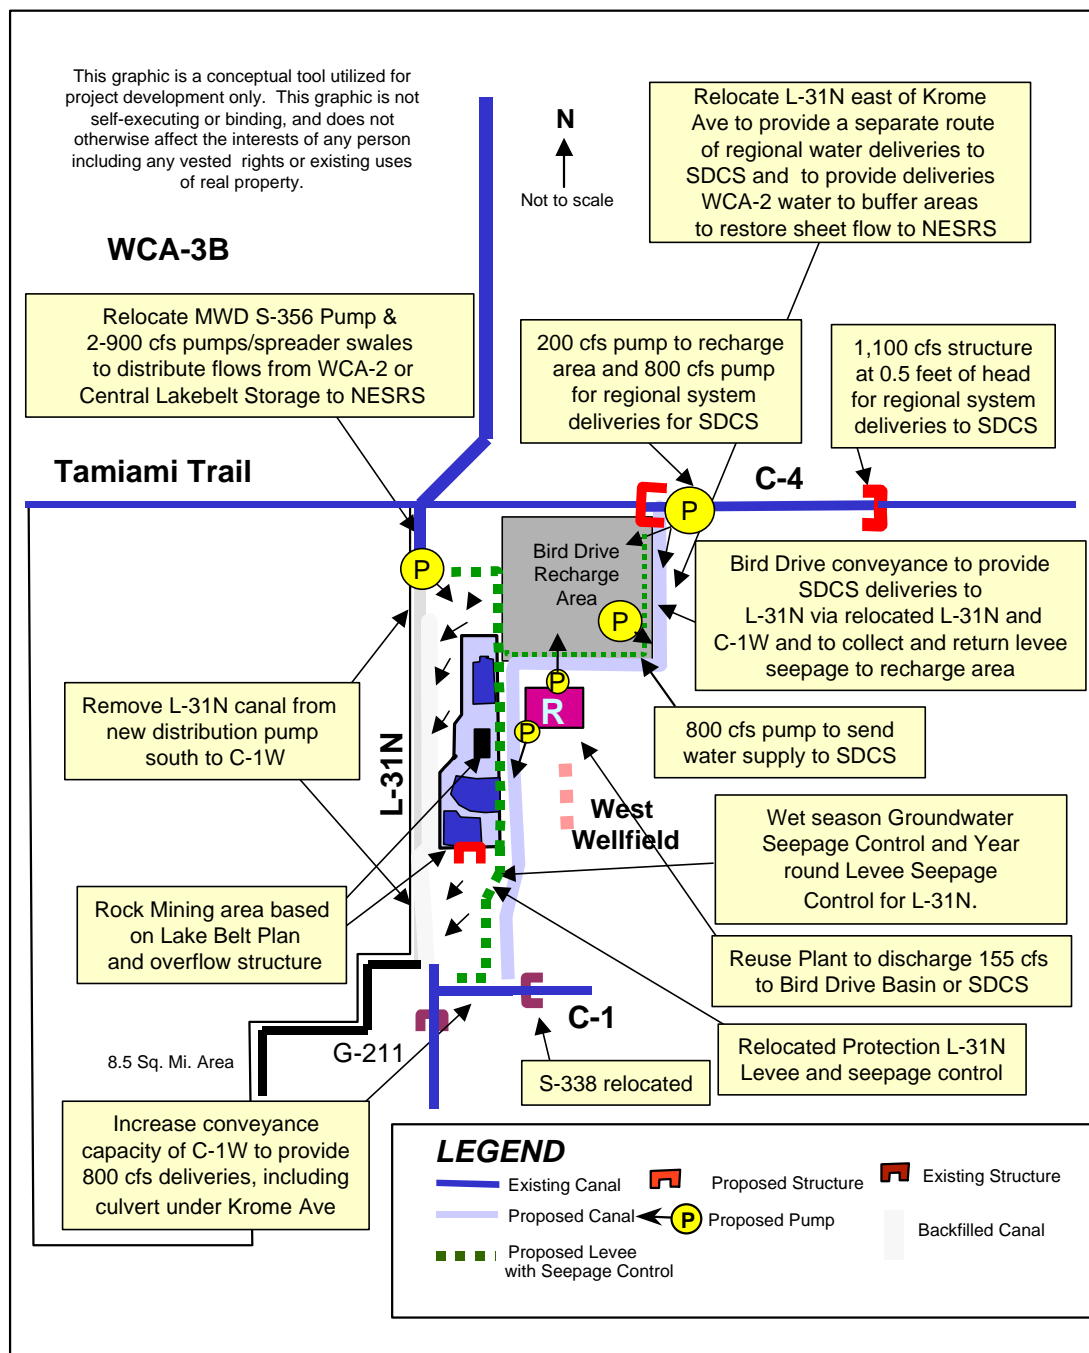 This graphic is a conceptual tool utilized for
project development only.  This graphic is not
self-executing or binding, and does not
otherwise affect the interests of any person
including any vested  rights or existing uses
of real property.
N
Not to scale
Relocate L-31N east of Krome
Ave to provide a separate route
of regional water deliveries to
SDCS and  to provide deliveries
WCA-2 water to buffer areas
to restore sheet flow to NESRS
WCA-3B
Relocate MWD S-356 Pump &
2-900 cfs pumps/spreader swales
to distribute flows from WCA-2 or
Central Lakebelt Storage to NESRS
200 cfs pump to recharge
area and 800 cfs pump
for regional system
deliveries for SDCS
1,100 cfs structure
at 0.5 feet of head
for regional system
deliveries to SDCS
Tamiami Trail
C-4
P
P
Bird Drive
Recharge
Area
P
Bird Drive conveyance to provide
SDCS deliveries to
L-31N via relocated L-31N and
C-1W and to collect and return levee
seepage to recharge area
Remove L-31N canal from
new distribution pump
south to C-1W
L-31N
P
R
P
800 cfs pump to send
water supply to SDCS
West
Wellfield
Wet season Groundwater
Seepage Control and Year
round Levee Seepage
Control for L-31N.
Rock Mining area based
on Lake Belt Plan
and overflow structure
Reuse Plant to discharge 155 cfs
to Bird Drive Basin or SDCS
C-1
G-211
8.5 Sq. Mi. Area
S-338 relocated
Relocated Protection L-31N
Levee and seepage control
Increase conveyance
capacity of C-1W to provide
800 cfs deliveries, including
culvert under Krome Ave
LEGEND
Existing Canal
Proposed Structure
Existing Structure
Proposed Canal
P
Proposed Pump
Backfilled Canal
Proposed Levee
with Seepage Control